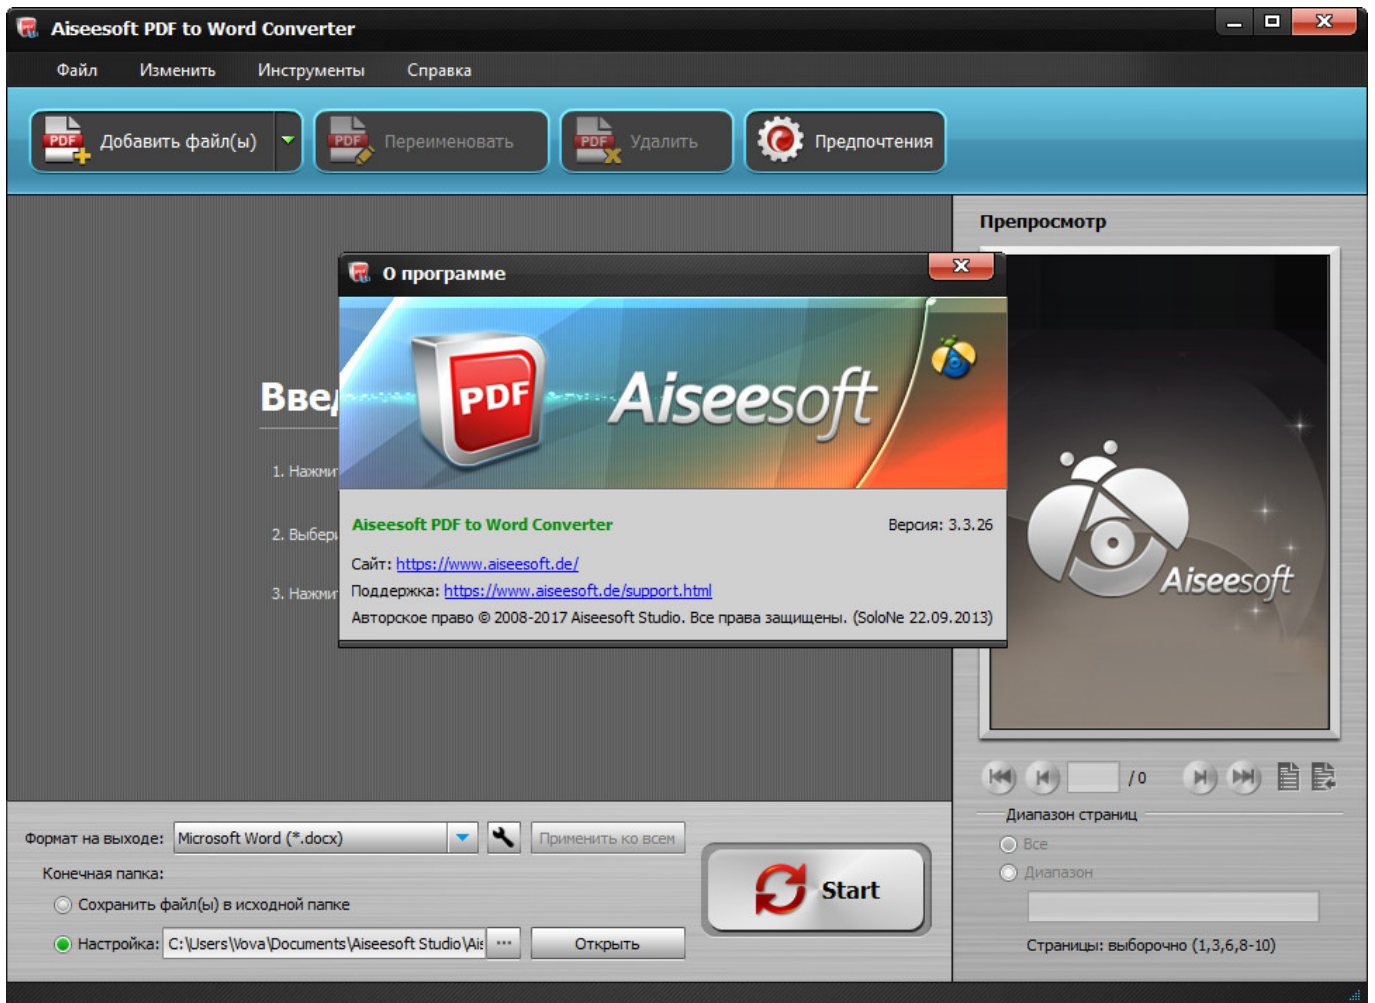 Aiseesoft PDF to Word Converter
Файл Изменить Инструменты Справка
PDF Добавить файл(ы) PDF Переименовать PDF Удалить Предпочтения
Препросмотр
О программе
PDF Aiseesoft
1. Нажми
2. Выбери
3. Нажми
Aiseesoft PDF to Word Converter Версия: 3.3.26
Сайт: https://www.aiseesoft.de/
Поддержка: https://www.aiseesoft.de/support.html
Авторское право © 2008-2017 Aiseesoft Studio. Все права защищены. (SoloNe 22.09.2013)
Aiseesoft
/ 0
Формат на выходе: Microsoft Word (*.docx) Применить ко всем
Конечная папка:
Сохранить файл(ы) в исходной папке
Настройка: C:\Users\Vova\Documents\Aiseesoft Studio\Ais ... Открыть
Start
Диапазон страниц
Все
Диапазон
Страницы: выборочно (1,3,6,8-10)